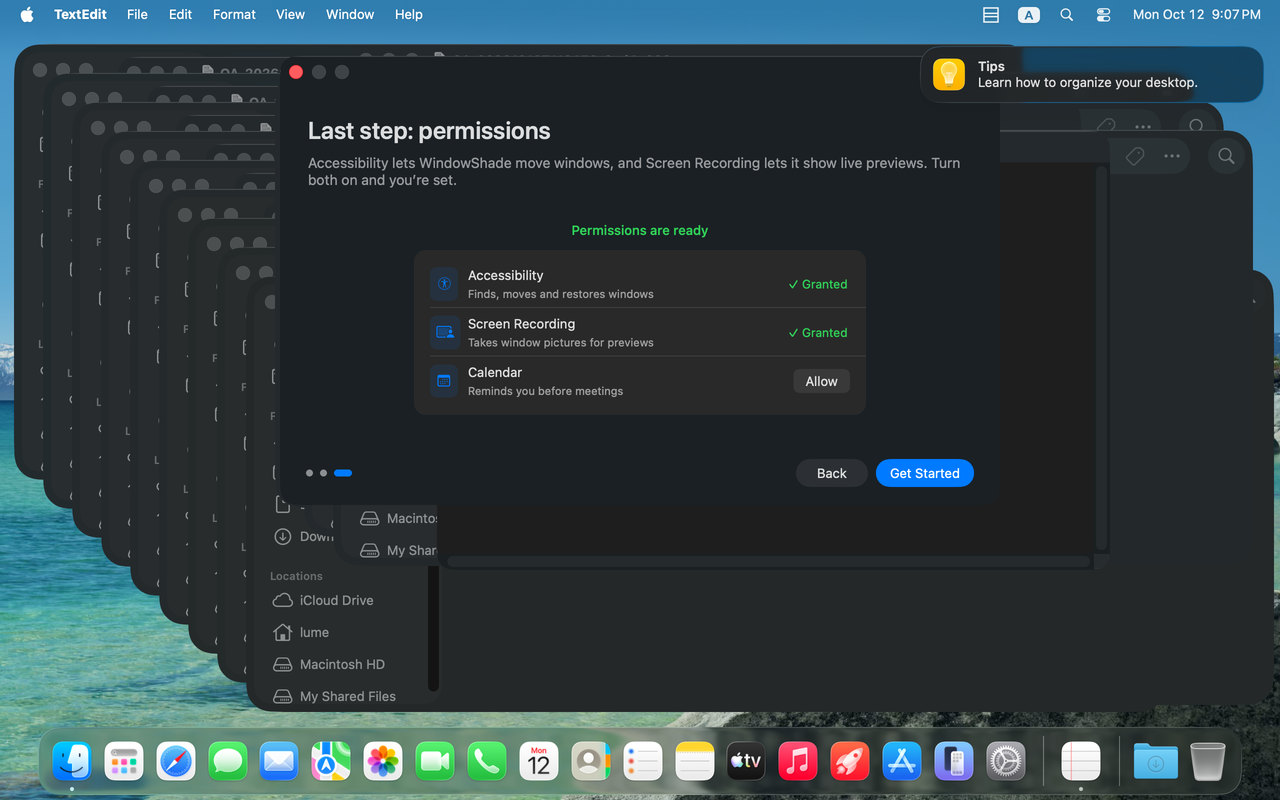 TextEdit File Edit Format View Window Help
A
Mon Oct 12 9:07 PM
Tips
Learn how to organize your desktop.
Last step: permissions
Accessibility lets WindowShade move windows, and Screen Recording lets it show live previews. Turn
both on and you’re set.
Permissions are ready
Accessibility
Finds, moves and restores windows
✓ Granted
Screen Recording
Takes window pictures for previews
✓ Granted
Calendar
Reminds you before meetings
Allow
Back
Get Started
Macintos
My Shar
Down
Locations
iCloud Drive
lume
Macintosh HD
My Shared Files
Mon
12
tv